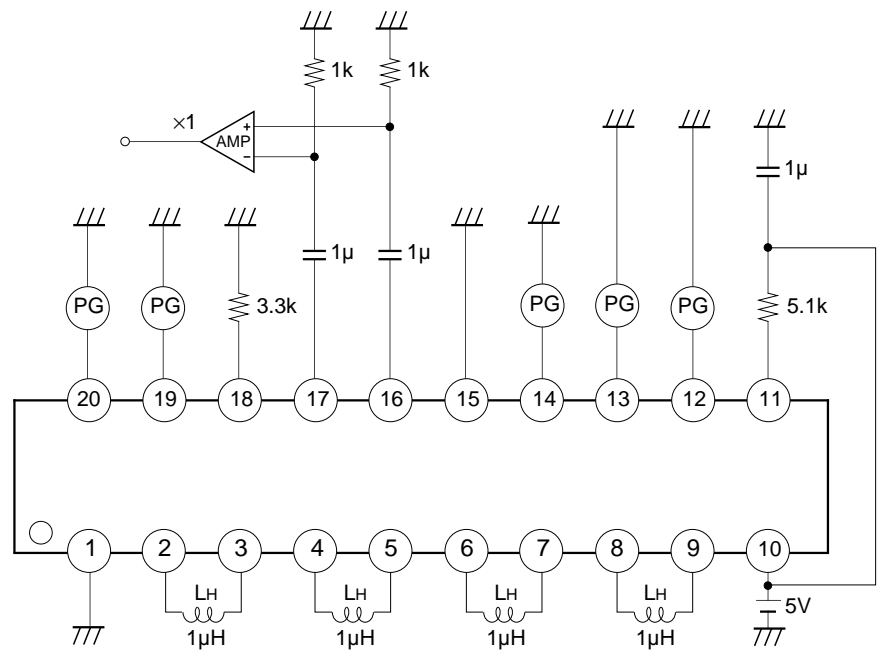 1k 1k
×1 + AMP −
1μ
1μ 1μ
PG PG 3.3k PG PG PG 5.1k
20 19 18 17 16 15 14 13 12 11
1 2 3 4 5 6 7 8 9 10
LH LH LH LH 5V
1μH 1μH 1μH 1μH